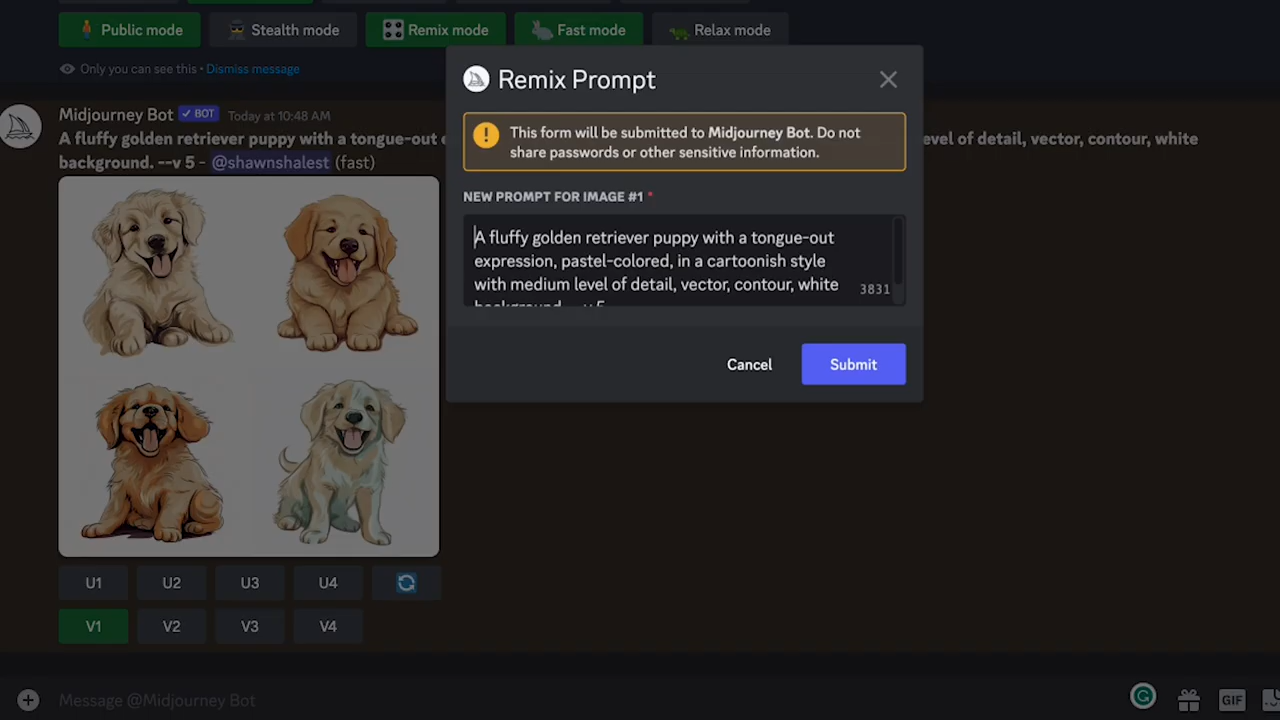 Public mode
Stealth mode
Remix mode
Fast mode
Relax mode
Only you can see this • Dismiss message
Midjourney Bot ✓ BOT Today at 10:48 AM
A fluffy golden retriever puppy with a tongue-out
evel of detail, vector, contour, white
background. --v 5 - @shawnshalest (fast)
Remix Prompt
This form will be submitted to Midjourney Bot. Do not
share passwords or other sensitive information.
NEW PROMPT FOR IMAGE #1 *
A fluffy golden retriever puppy with a tongue-out
expression, pastel-colored, in a cartoonish style
with medium level of detail, vector, contour, white
background. --v 5
3831
Cancel
Submit
U1
U2
U3
U4
V1
V2
V3
V4
Message @Midjourney Bot
GIF